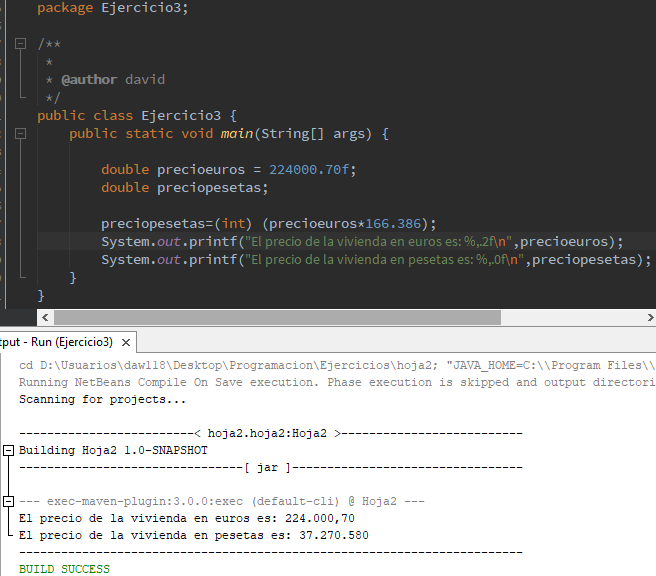 package Ejercicio3;
/**
 *
 * @author david
 */
public class Ejercicio3 {
public static void main(String[] args) {
double precioeuros = 224000.70f;
double preciopesetas;
preciopesetas=(int) (precioeuros*166.386);
System.out.printf("El precio de la vivienda en euros es: %,.2f\n",precioeuros);
System.out.printf("El precio de la vivienda en pesetas es: %,.0f\n",preciopesetas);
}
}
tput - Run (Ejercicio3) ×
cd D:\Usuarios\daw118\Desktop\Programacion\Ejercicios\hoja2; "JAVA_HOME=C:\\Program Files\\
Running NetBeans Compile On Save execution. Phase execution is skipped and output directori
Scanning for projects...
------------------------< hoja2.hoja2:Hoja2 >-------------------------
Building Hoja2 1.0-SNAPSHOT
--------------------------------[ jar ]---------------------------------
--- exec-maven-plugin:3.0.0:exec (default-cli) @ Hoja2 ---
El precio de la vivienda en euros es: 224.000,70
El precio de la vivienda en pesetas es: 37.270.580
------------------------------------------------------------------------
BUILD SUCCESS